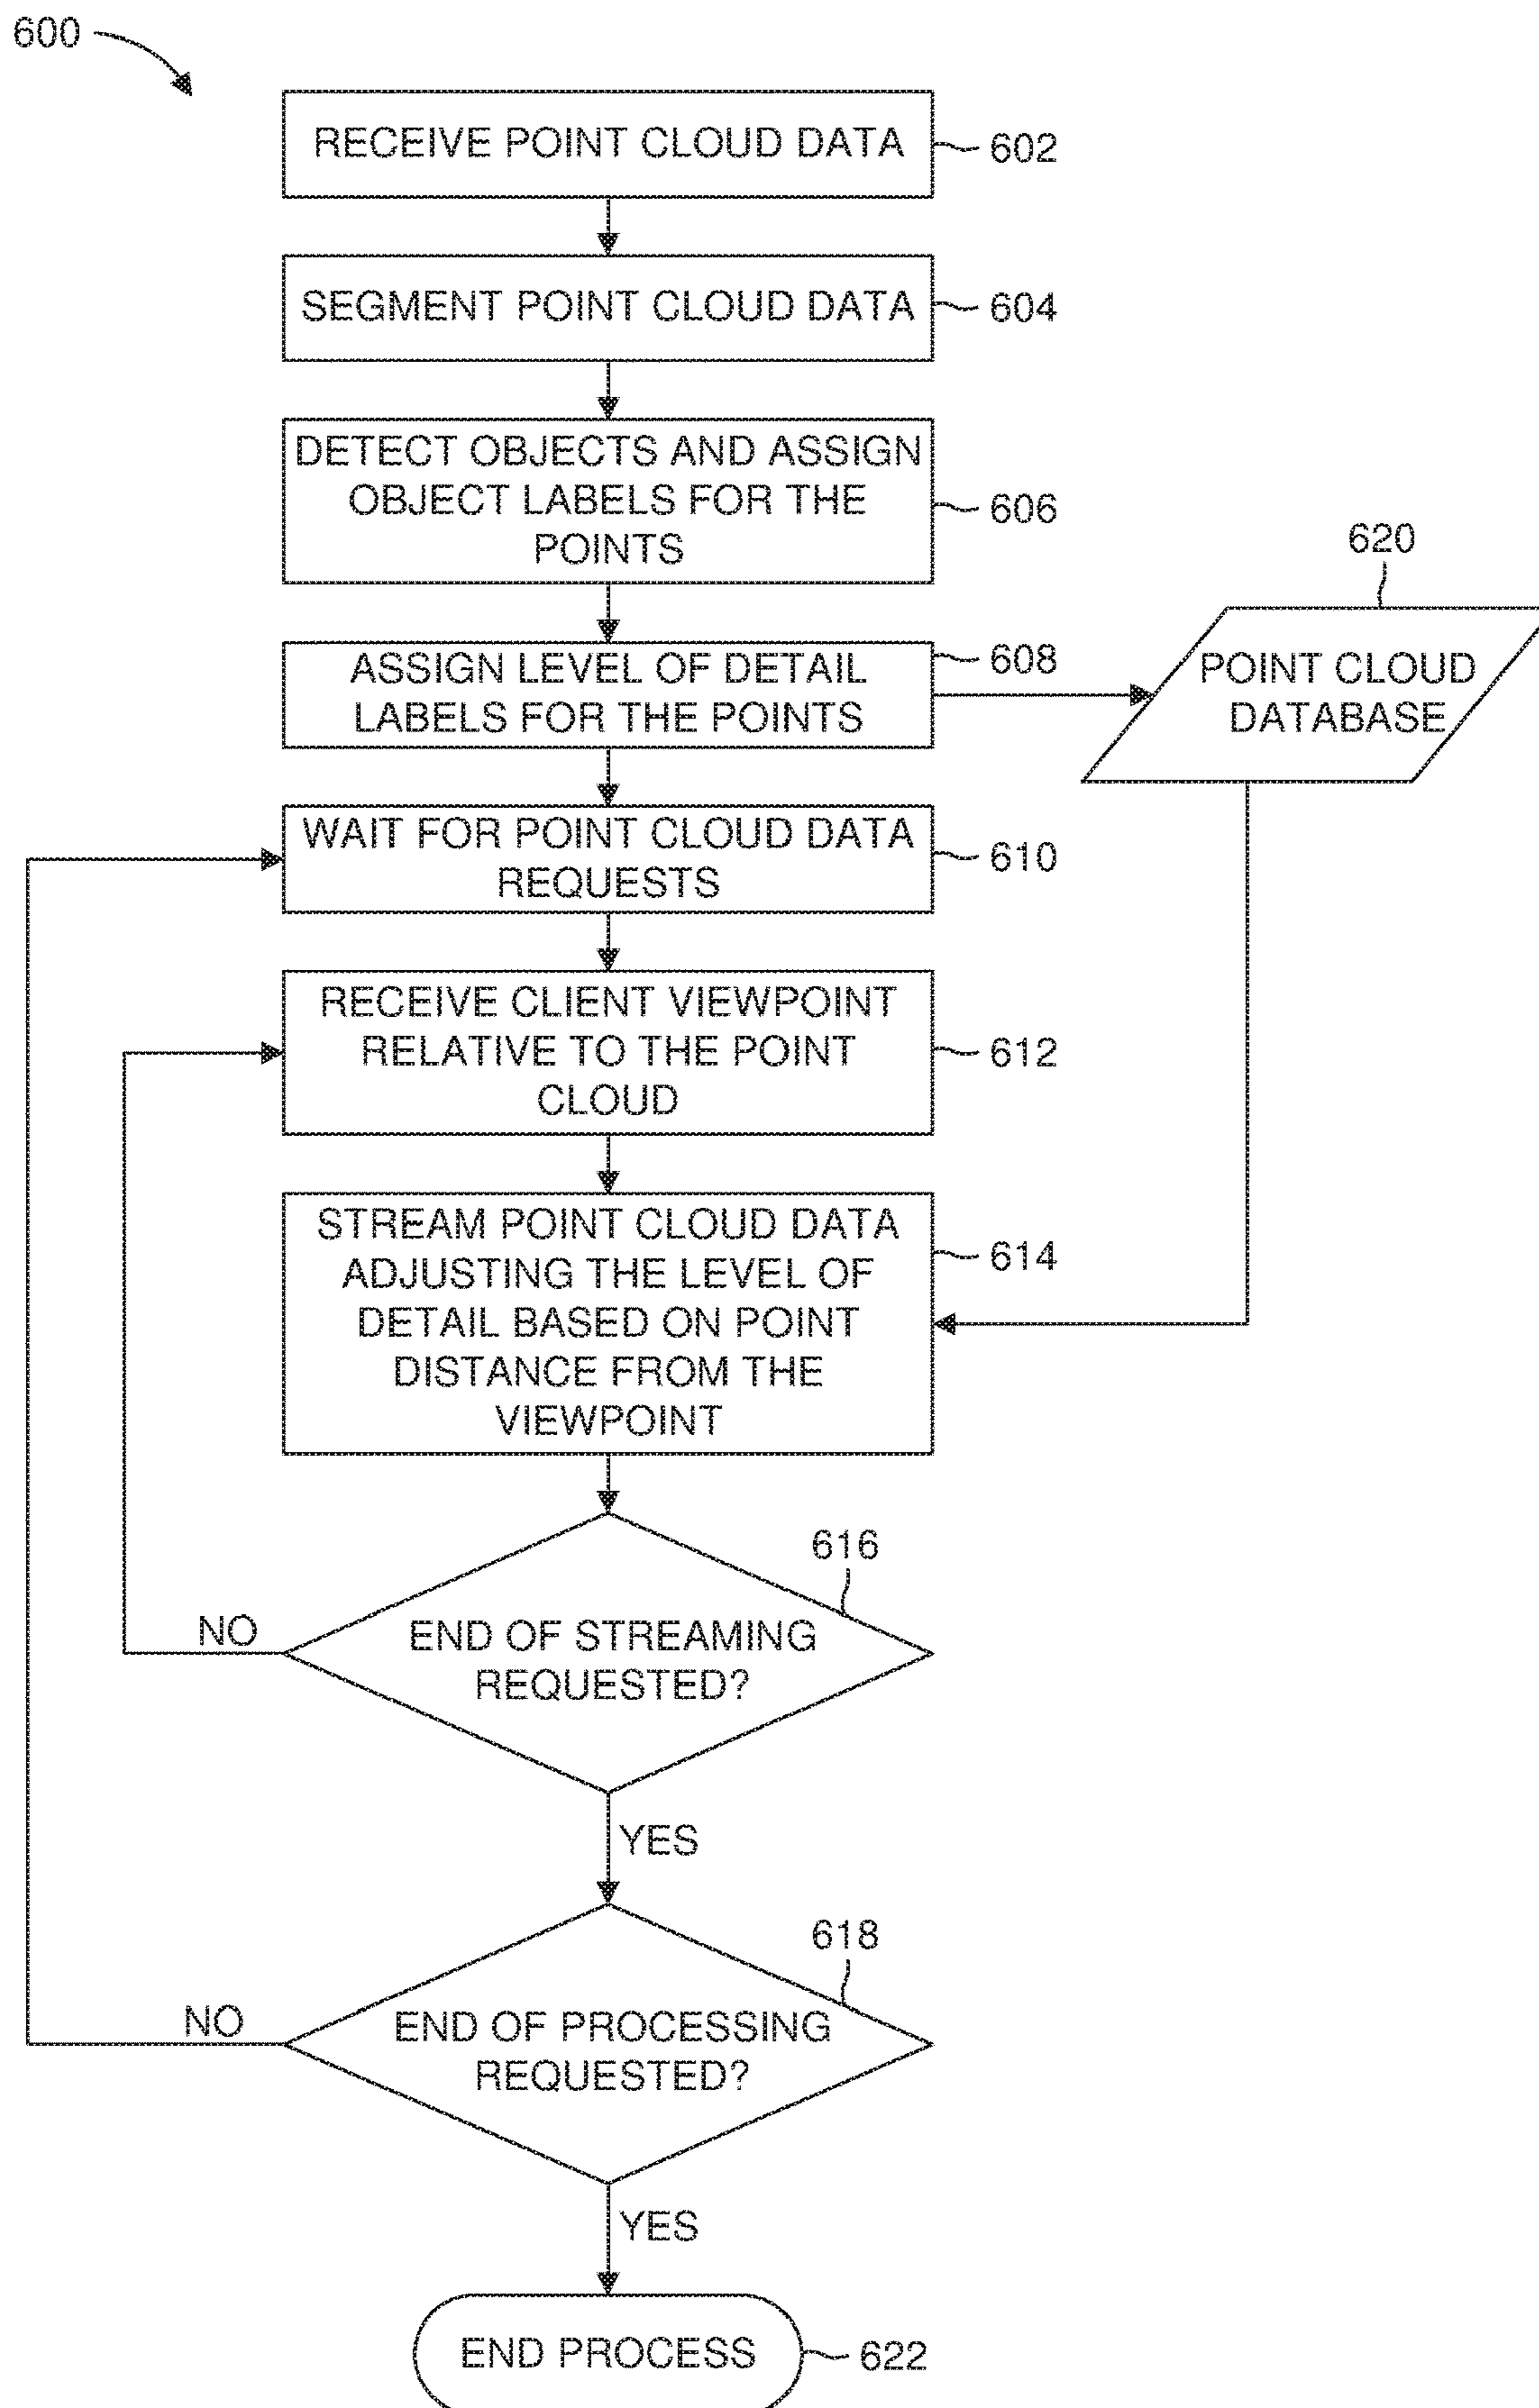 600
RECEIVE POINT CLOUD DATA
602
SEGMENT POINT CLOUD DATA
604
DETECT OBJECTS AND ASSIGN
OBJECT LABELS FOR THE
POINTS
606
620
ASSIGN LEVEL OF DETAIL
LABELS FOR THE POINTS
608
POINT CLOUD
DATABASE
WAIT FOR POINT CLOUD DATA
REQUESTS
610
RECEIVE CLIENT VIEWPOINT
RELATIVE TO THE POINT
CLOUD
612
STREAM POINT CLOUD DATA
ADJUSTING THE LEVEL OF
DETAIL BASED ON POINT
DISTANCE FROM THE
VIEWPOINT
614
616
NO
END OF STREAMING
REQUESTED?
YES
618
NO
END OF PROCESSING
REQUESTED?
YES
END PROCESS
622